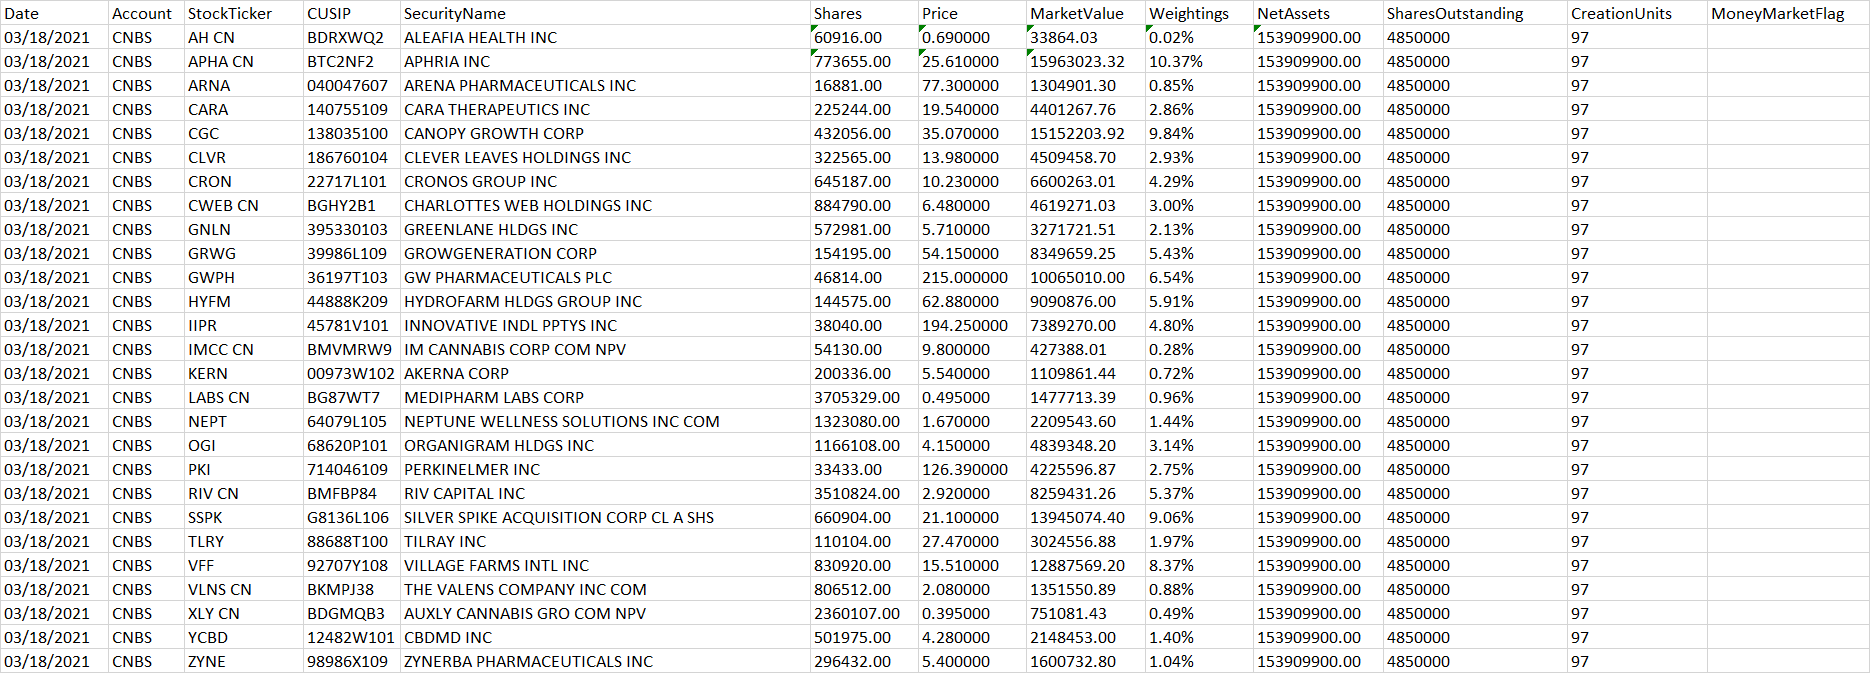 Date Account StockTicker CUSIP SecurityName Shares Price MarketValue Weightings NetAssets SharesOutstanding CreationUnits MoneyMarketFlag
03/18/2021 CNBS AH CN BDRXWQ2 ALEAFIA HEALTH INC 60916.00 0.690000 33864.03 0.02% 153909900.00 4850000 97
03/18/2021 CNBS APHA CN BTC2NF2 APHRIA INC 773655.00 25.610000 15963023.32 10.37% 153909900.00 4850000 97
03/18/2021 CNBS ARNA 040047607 ARENA PHARMACEUTICALS INC 16881.00 77.300000 1304901.30 0.85% 153909900.00 4850000 97
03/18/2021 CNBS CARA 140755109 CARA THERAPEUTICS INC 225244.00 19.540000 4401267.76 2.86% 153909900.00 4850000 97
03/18/2021 CNBS CGC 138035100 CANOPY GROWTH CORP 432056.00 35.070000 15152203.92 9.84% 153909900.00 4850000 97
03/18/2021 CNBS CLVR 186760104 CLEVER LEAVES HOLDINGS INC 322565.00 13.980000 4509458.70 2.93% 153909900.00 4850000 97
03/18/2021 CNBS CRON 22717L101 CRONOS GROUP INC 645187.00 10.230000 6600263.01 4.29% 153909900.00 4850000 97
03/18/2021 CNBS CWEB CN BGHY2B1 CHARLOTTES WEB HOLDINGS INC 884790.00 6.480000 4619271.03 3.00% 153909900.00 4850000 97
03/18/2021 CNBS GNLN 395330103 GREENLANE HLDGS INC 572981.00 5.710000 3271721.51 2.13% 153909900.00 4850000 97
03/18/2021 CNBS GRWG 39986L109 GROWGENERATION CORP 154195.00 54.150000 8349659.25 5.43% 153909900.00 4850000 97
03/18/2021 CNBS GWPH 36197T103 GW PHARMACEUTICALS PLC 46814.00 215.000000 10065010.00 6.54% 153909900.00 4850000 97
03/18/2021 CNBS HYFM 44888K209 HYDROFARM HLDGS GROUP INC 144575.00 62.880000 9090876.00 5.91% 153909900.00 4850000 97
03/18/2021 CNBS IIPR 45781V101 INNOVATIVE INDL PPTYS INC 38040.00 194.250000 7389270.00 4.80% 153909900.00 4850000 97
03/18/2021 CNBS IMCC CN BMVMRW9 IM CANNABIS CORP COM NPV 54130.00 9.800000 427388.01 0.28% 153909900.00 4850000 97
03/18/2021 CNBS KERN 00973W102 AKERNA CORP 200336.00 5.540000 1109861.44 0.72% 153909900.00 4850000 97
03/18/2021 CNBS LABS CN BG87WT7 MEDIPHARM LABS CORP 3705329.00 0.495000 1477713.39 0.96% 153909900.00 4850000 97
03/18/2021 CNBS NEPT 64079L105 NEPTUNE WELLNESS SOLUTIONS INC COM 1323080.00 1.670000 2209543.60 1.44% 153909900.00 4850000 97
03/18/2021 CNBS OGI 68620P101 ORGANIGRAM HLDGS INC 1166108.00 4.150000 4839348.20 3.14% 153909900.00 4850000 97
03/18/2021 CNBS PKI 714046109 PERKINELMER INC 33433.00 126.390000 4225596.87 2.75% 153909900.00 4850000 97
03/18/2021 CNBS RIV CN BMFBP84 RIV CAPITAL INC 3510824.00 2.920000 8259431.26 5.37% 153909900.00 4850000 97
03/18/2021 CNBS SSPK G8136L106 SILVER SPIKE ACQUISITION CORP CL A SHS 660904.00 21.100000 13945074.40 9.06% 153909900.00 4850000 97
03/18/2021 CNBS TLRY 88688T100 TILRAY INC 110104.00 27.470000 3024556.88 1.97% 153909900.00 4850000 97
03/18/2021 CNBS VFF 92707Y108 VILLAGE FARMS INTL INC 830920.00 15.510000 12887569.20 8.37% 153909900.00 4850000 97
03/18/2021 CNBS VLNS CN BKMPJ38 THE VALENS COMPANY INC COM 806512.00 2.080000 1351550.89 0.88% 153909900.00 4850000 97
03/18/2021 CNBS XLY CN BDGMQB3 AUXLY CANNABIS GRO COM NPV 2360107.00 0.395000 751081.43 0.49% 153909900.00 4850000 97
03/18/2021 CNBS YCBD 12482W101 CBDMD INC 501975.00 4.280000 2148453.00 1.40% 153909900.00 4850000 97
03/18/2021 CNBS ZYNE 98986X109 ZYNERBA PHARMACEUTICALS INC 296432.00 5.400000 1600732.80 1.04% 153909900.00 4850000 97